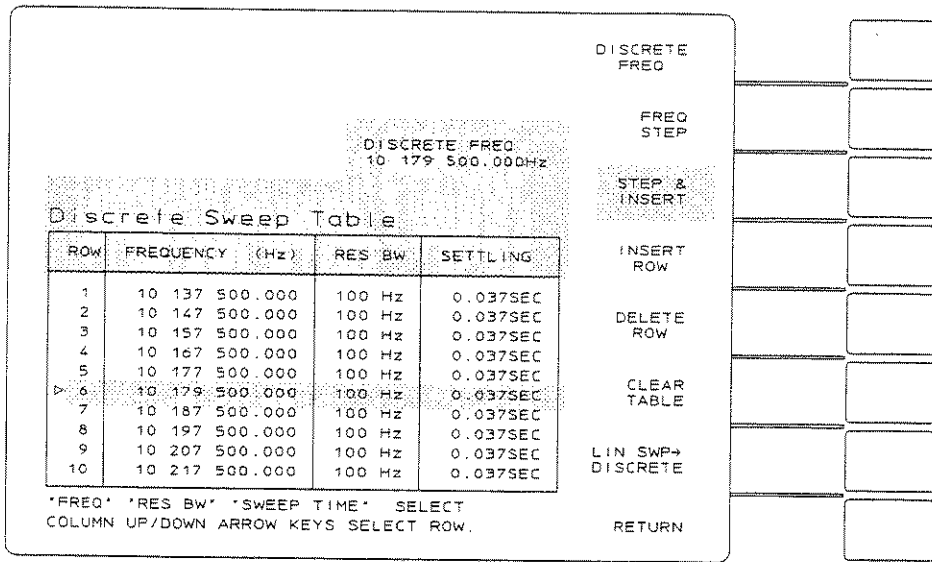 DISCRETE
FREQ
FREQ
STEP
DISCRETE FREQ
10 179 500.000Hz
STEP &
INSERT
Discrete Sweep Table
ROW FREQUENCY (Hz) RES BW SETTLING
1 10 137 500.000 100 Hz 0.037SEC
2 10 147 500.000 100 Hz 0.037SEC
3 10 157 500.000 100 Hz 0.037SEC
4 10 167 500.000 100 Hz 0.037SEC
5 10 177 500.000 100 Hz 0.037SEC
▷ 6 10 179 500.000 100 Hz 0.037SEC
7 10 187 500.000 100 Hz 0.037SEC
8 10 197 500.000 100 Hz 0.037SEC
9 10 207 500.000 100 Hz 0.037SEC
10 10 217 500.000 100 Hz 0.037SEC
INSERT
ROW
DELETE
ROW
CLEAR
TABLE
LIN SWP→
DISCRETE
"FREQ" "RES BW" "SWEEP TIME" SELECT
COLUMN UP/DOWN ARROW KEYS SELECT ROW.
RETURN